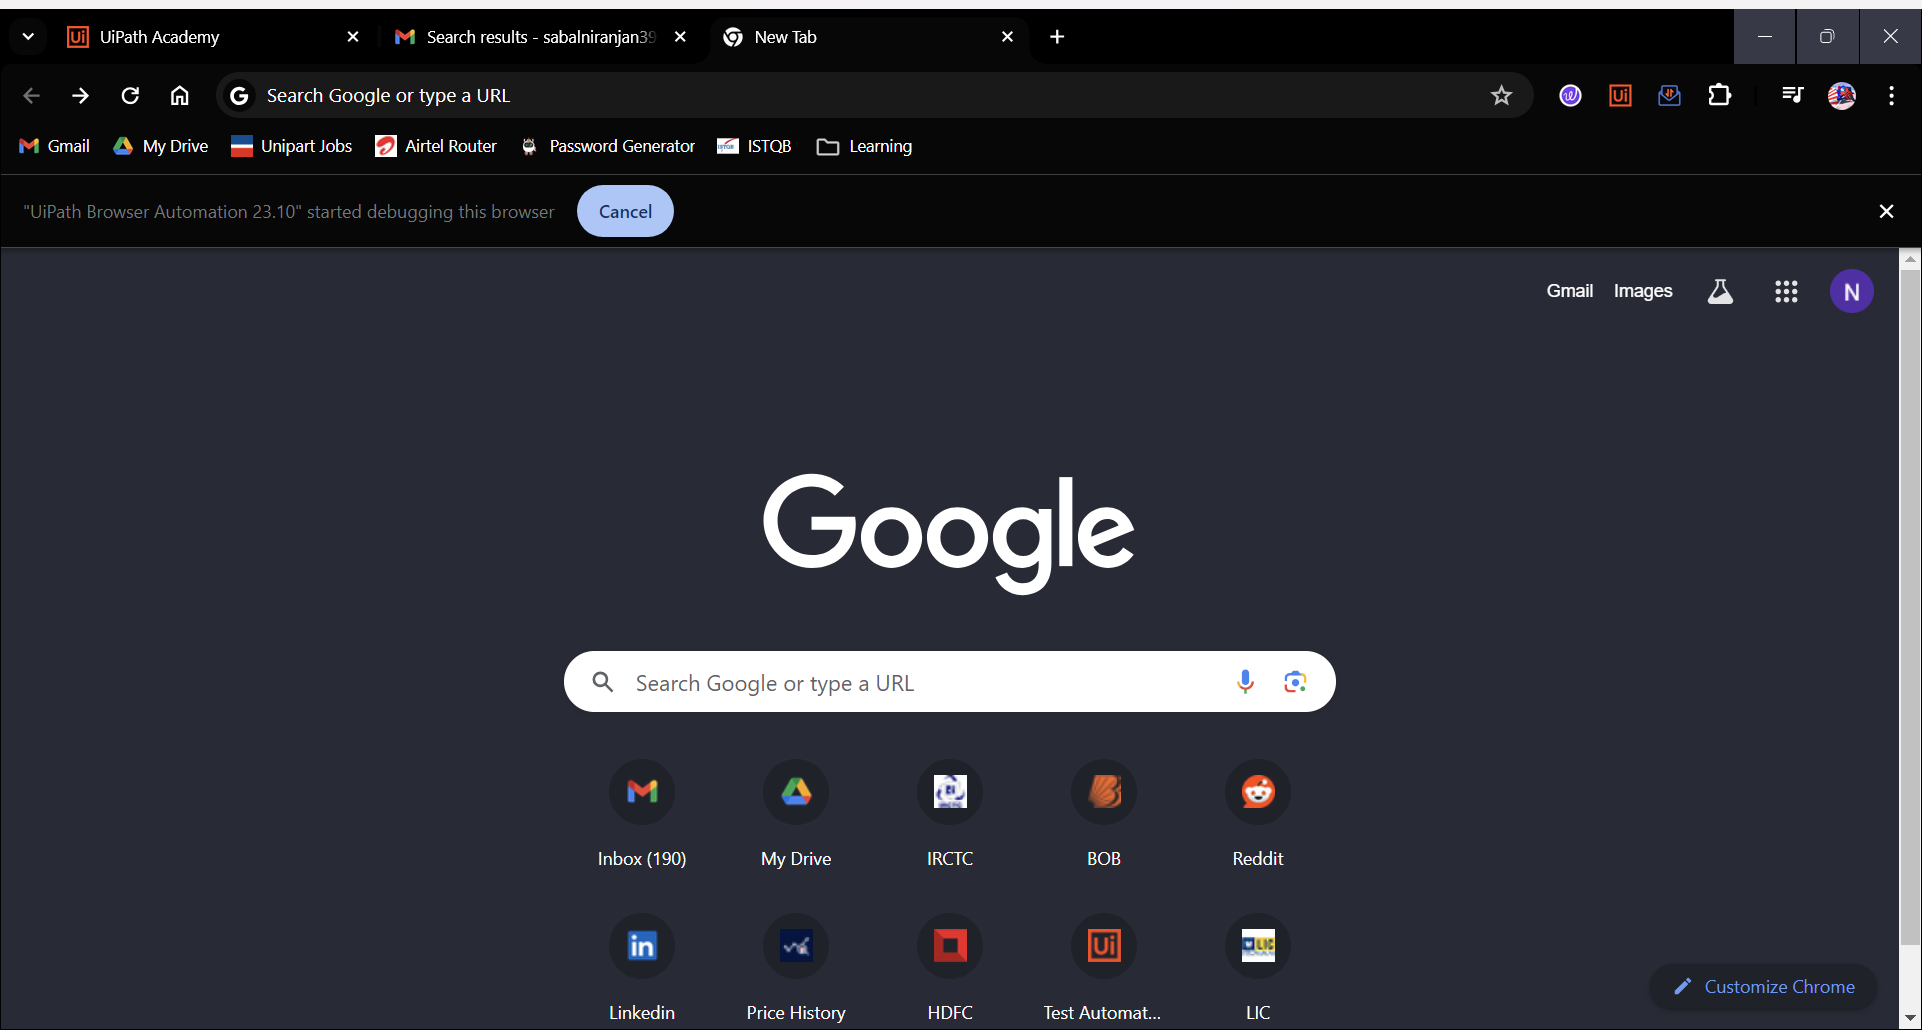 UiPath Academy
Search results - sabalniranjan39
New Tab
Search Google or type a URL
Gmail
My Drive
Unipart Jobs
Airtel Router
Password Generator
ISTQB
Learning
"UiPath Browser Automation 23.10" started debugging this browser
Cancel
Gmail
Images
N
Google
Search Google or type a URL
Inbox (190)
My Drive
IRCTC
BOB
Reddit
Linkedin
Price History
HDFC
Test Automat...
LIC
Customize Chrome